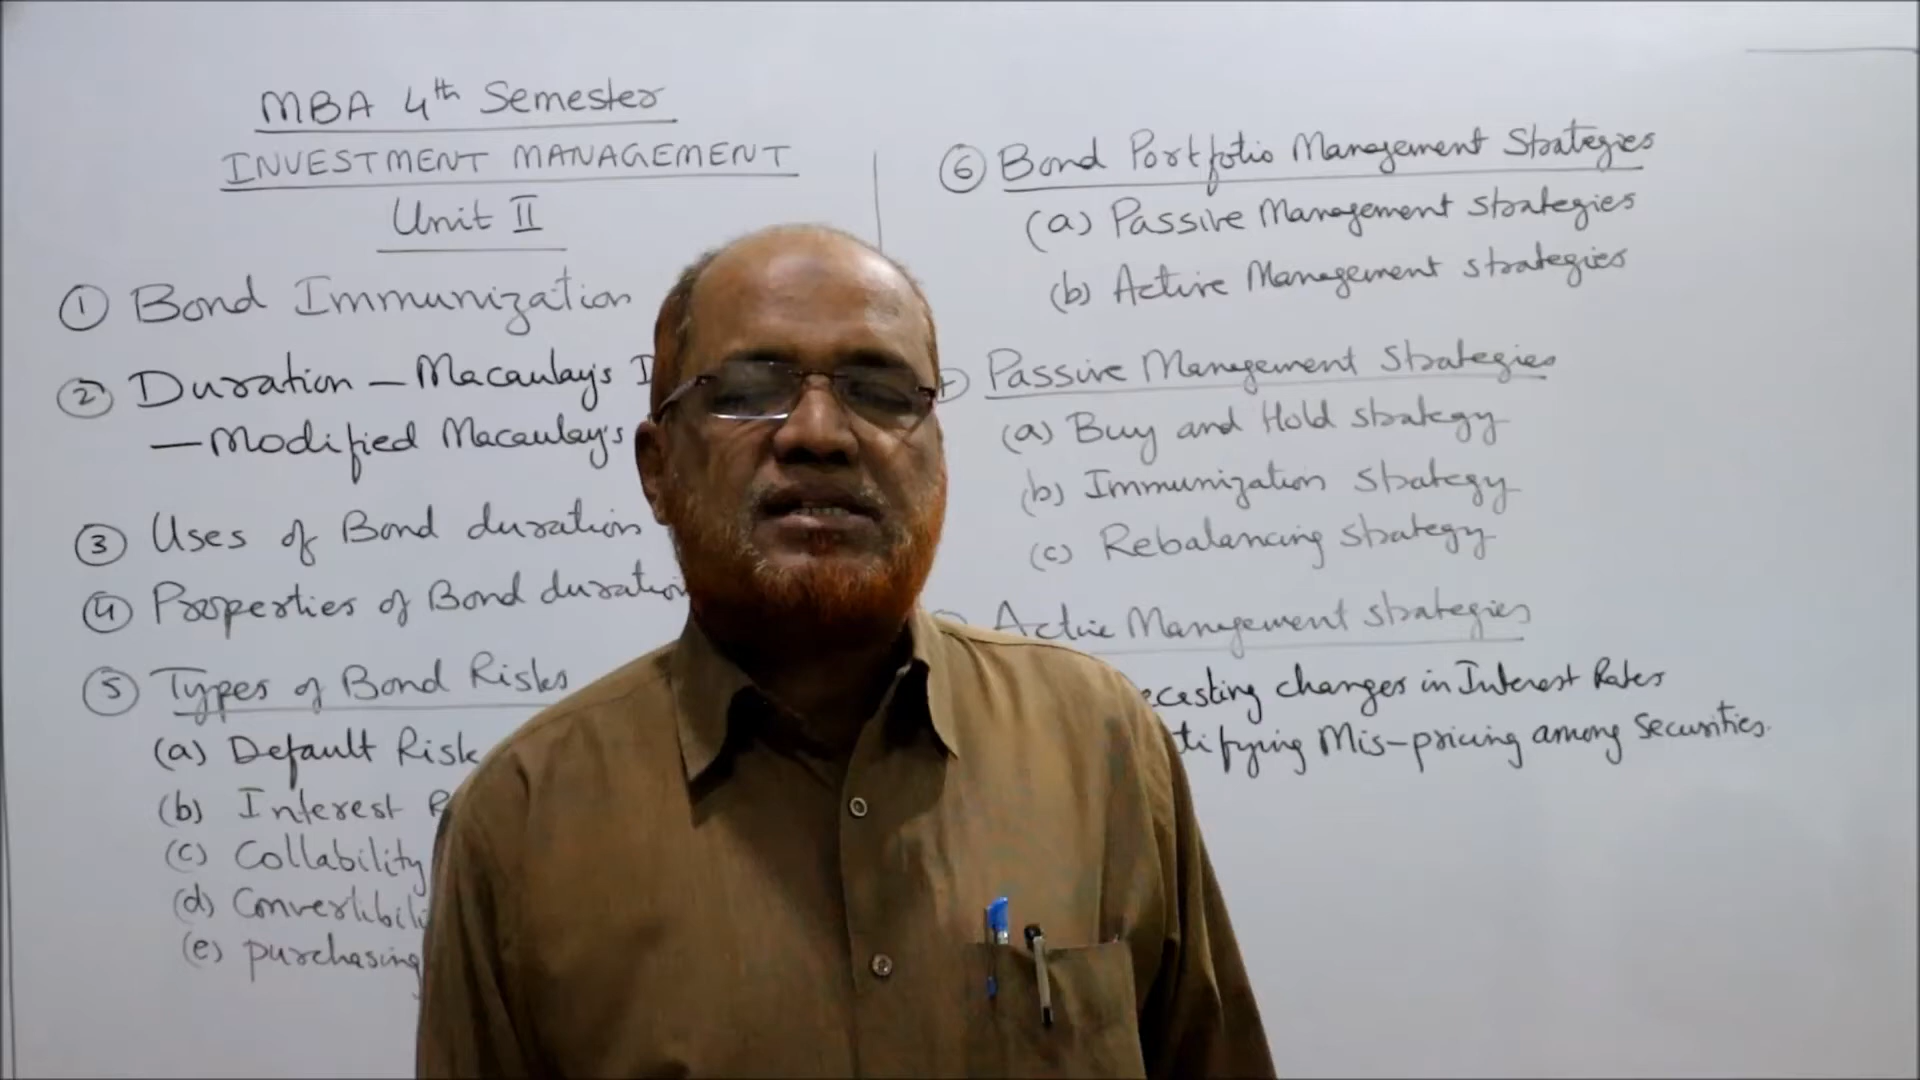 MBA 4th Semester
INVESTMENT MANAGEMENT
Unit II
① Bond Immunization
② Duration – Macaulay's
– Modified Macaulay's
③ Uses of Bond duration
④ Properties of Bond duration
⑤ Types of Bond Risks
(a) Default Risk
(b) Interest
(c) Collability
(d)
(e) purchasing
⑥ Bond Portfolio Management Strategies
(a) Passive Management strategies
(b) Active Management strategies
Passive Management Strategies
(a) Buy and Hold strategy
(b) Immunization strategy
(c) Rebalancing strategy
Active Management strategies
changes in Interest Rates
Mis-pricing among Securities.